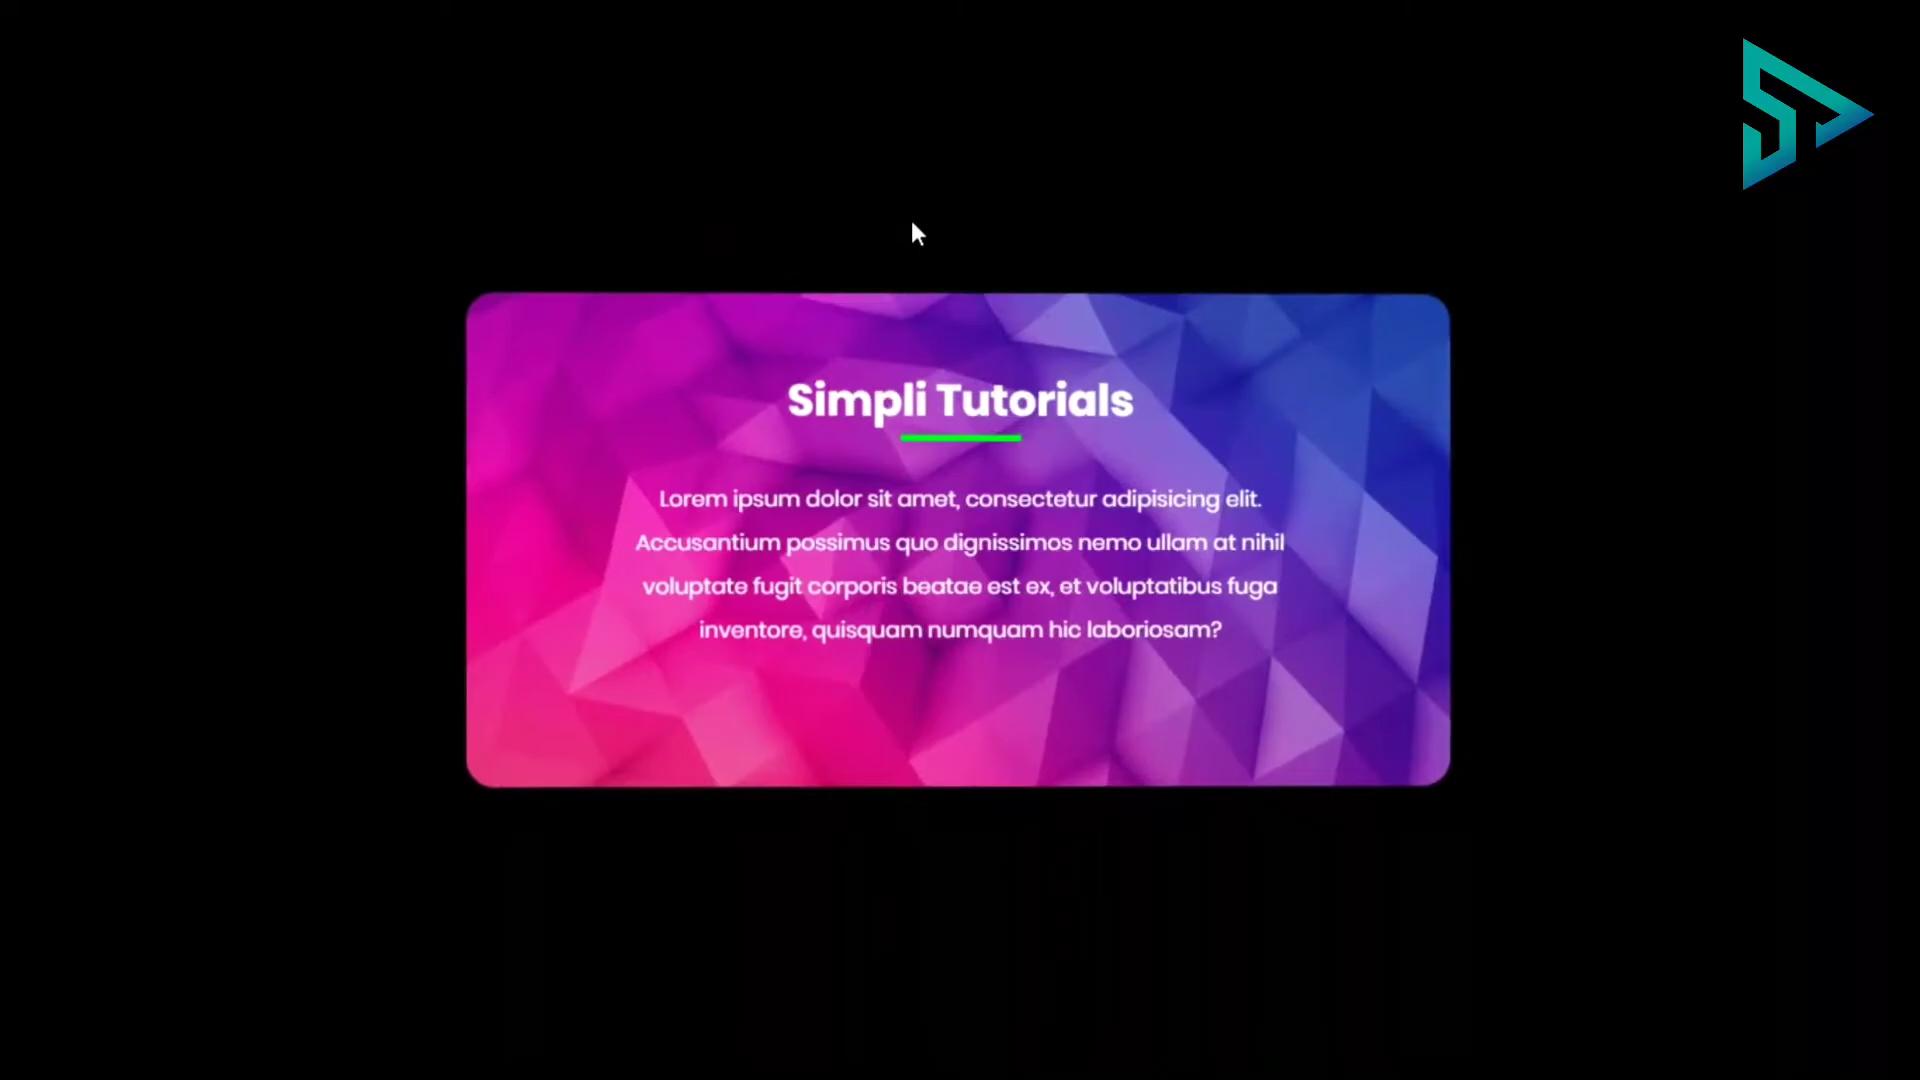 Simpli Tutorials
Lorem ipsum dolor sit amet, consectetur adipisicing elit.
Accusantium possimus quo dignissimos nemo ullam at nihil
voluptate fugit corporis beatae est ex, et voluptatibus fuga
inventore, quisquam numquam hic laboriosam?